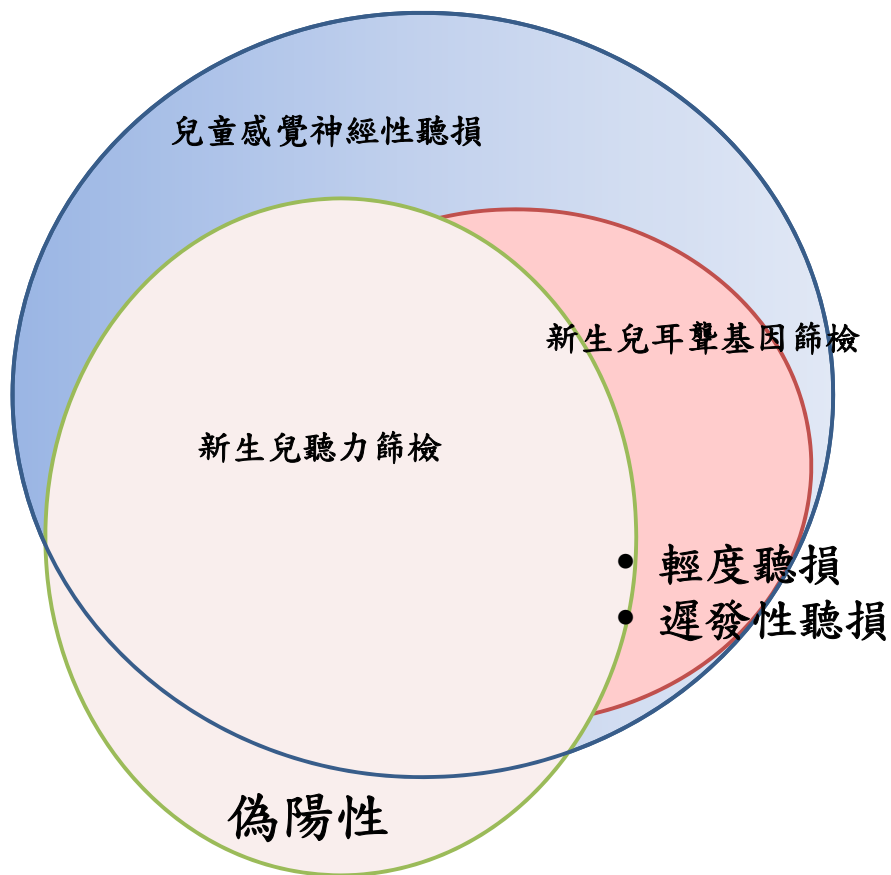 兒童感覺神經性聽損
新生兒耳聾基因篩檢
新生兒聽力篩檢
• 輕度聽損
• 遲發性聽損
偽陽性